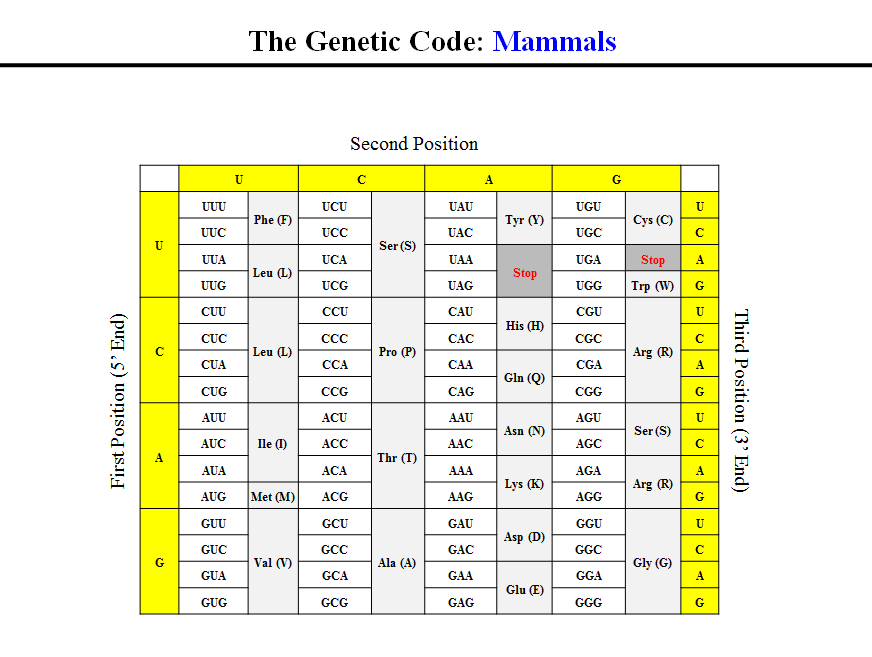 The Genetic Code: Mammals
Second Position
U C A G
UUU Phe (F) UCU Ser (S) UAU Tyr (Y) UGU Cys (C) U
UUC UCC UAC UGC C
U
UUA Leu (L) UCA UAA Stop UGA Stop A
UUG UCG UAG UGG Trp (W) G
CUU Leu (L) CCU Pro (P) CAU His (H) CGU Arg (R) U
CUC CCC CAC CGC C
C
CUA CCA CAA Gln (Q) CGA A
CUG CCG CAG CGG G
AUU Ile (I) ACU Thr (T) AAU Asn (N) AGU Ser (S) U
AUC ACC AAC AGC C
A
AUA ACA AAA Lys (K) AGA Arg (R) A
AUG Met (M) ACG AAG AGG G
GUU Val (V) GCU Ala (A) GAU Asp (D) GGU Gly (G) U
GUC GCC GAC GGC C
G
GUA GCA GAA Glu (E) GGA A
GUG GCG GAG GGG G
First Position (5’ End)
Third Position (3’ End)